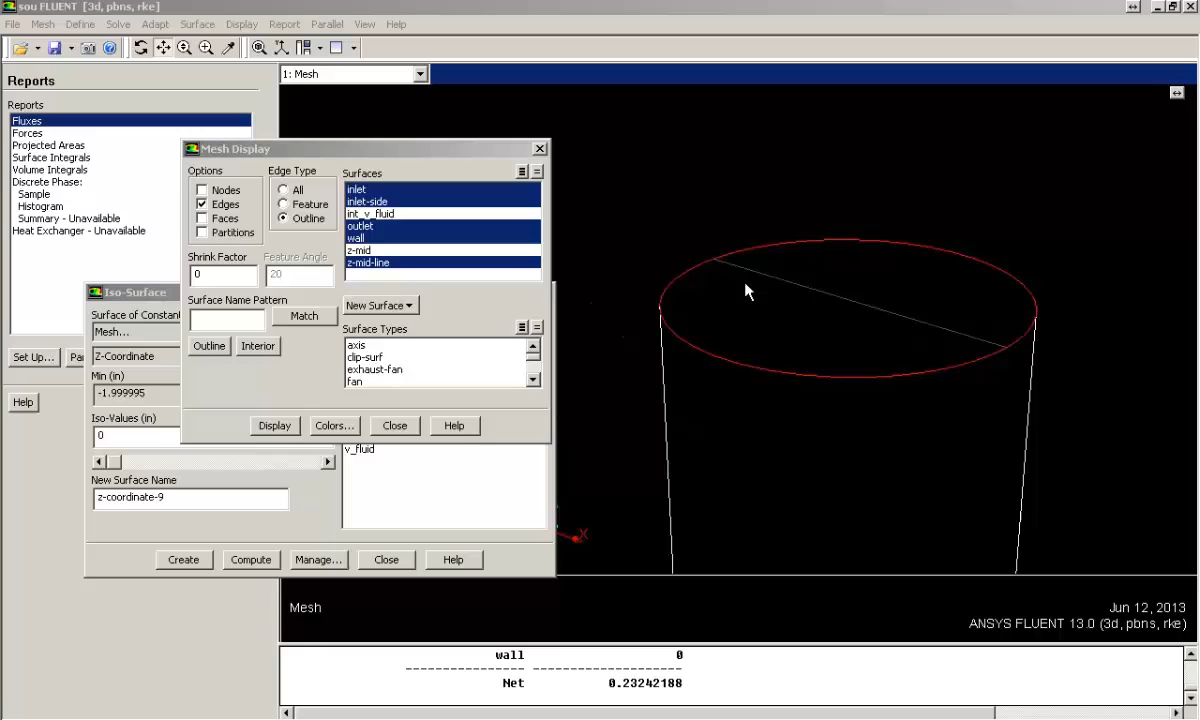 sou FLUENT [3d, pbns, rke]
File Mesh Define Solve Adapt Surface Display Report Parallel View Help
Reports
1: Mesh
Reports
Fluxes
Forces
Projected Areas
Surface Integrals
Volume Integrals
Discrete Phase:
Sample
Histogram
Summary - Unavailable
Heat Exchanger - Unavailable
Set Up...
Par
Help
Mesh Display
Options
Nodes
Edges
Faces
Partitions
Edge Type
All
Feature
Outline
Surfaces
inlet
inlet-side
int_v_fluid
outlet
wall
z-mid
z-mid-line
Shrink Factor
0
Feature Angle
20
Surface Name Pattern
Match
New Surface
Outline
Interior
Surface Types
axis
clip-surf
exhaust-fan
fan
Display
Colors...
Close
Help
Iso-Surface
Surface of Constan
Mesh...
Z-Coordinate
Min (in)
-1.999995
Iso-Values (in)
0
New Surface Name
z-coordinate-9
v_fluid
Create
Compute
Manage...
Close
Help
X
Mesh
Jun 12, 2013
ANSYS FLUENT 13.0 (3d, pbns, rke)
wall 0
---------------- --------------------
Net 0.23242188